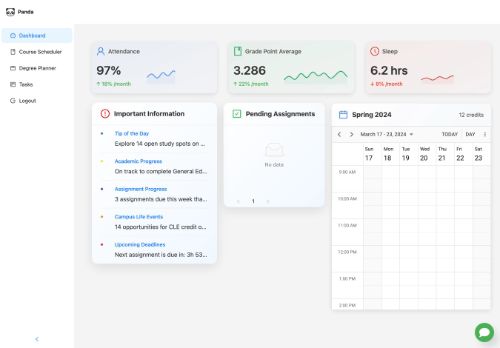 Panda
Dashboard
Course Scheduler
Degree Planner
Tasks
Logout
Attendance
97%
↑ 16% /month
Grade Point Average
3.286
↑ 22% /month
Sleep
6.2 hrs
↓ 8% /month
Important Information
Tip of the Day
Explore 14 open study spots on ...
Academic Progress
On track to complete General Ed...
Assignment Progress
3 assignments due this week tha...
Campus Life Events
14 opportunities for CLE credit o...
Upcoming Deadlines
Next assignment is due in: 3h 53...
Pending Assignments
No data
1
Spring 2024
12 credits
March 17 - 23, 2024
TODAY
DAY
Sun Mon Tue Wed Thu Fri Sat
17 18 19 20 21 22 23
9:00 AM
10:00 AM
11:00 AM
12:00 PM
1:00 PM
2:00 PM